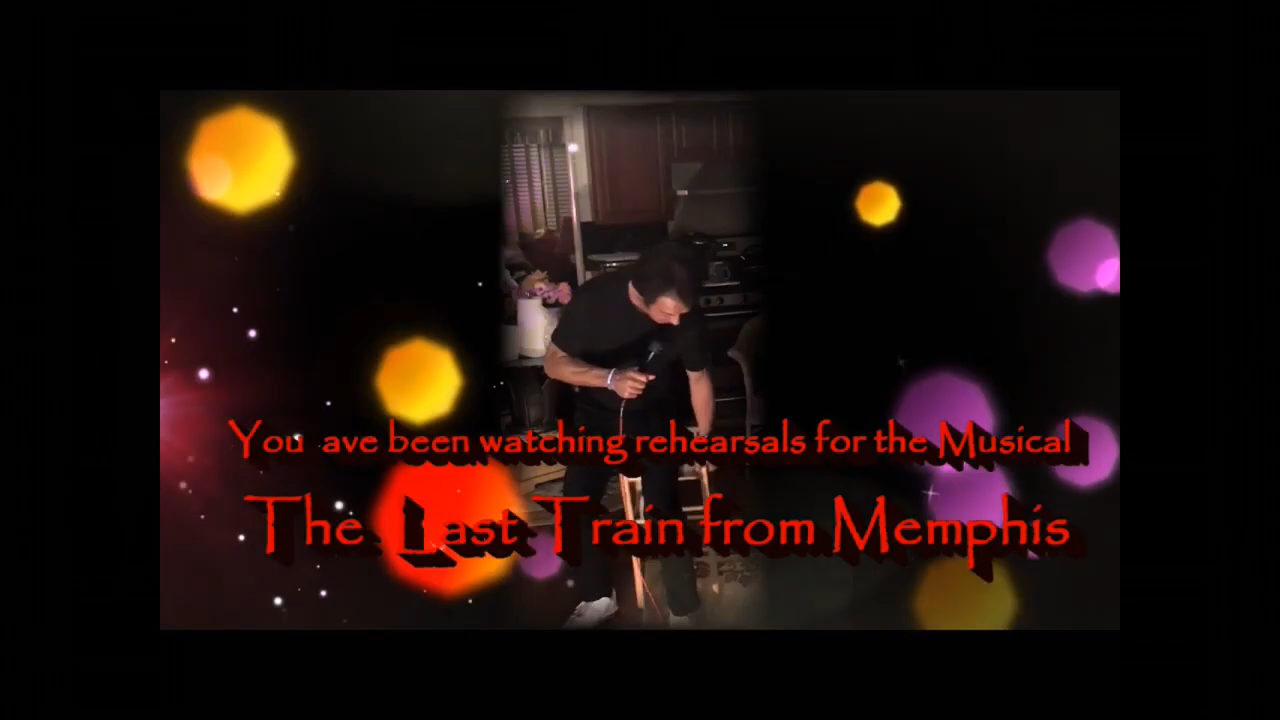 You ave been watching rehearsals for the Musical
The Last Train from Memphis